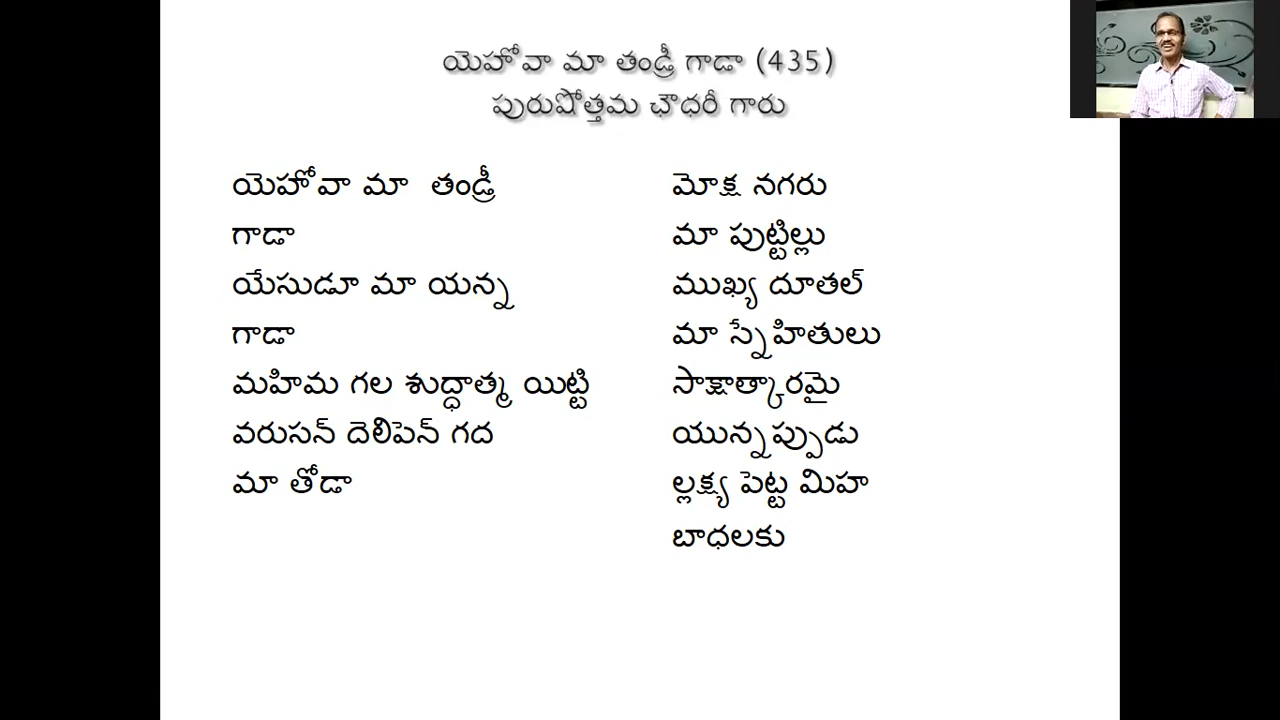 యెహోవా మా తండ్రీ గాడా (435)
పురుషోత్తమ ఛౌధరీ గారు
యెహోవా మా తండ్రీ
గాడా
యేసుడూ మా యన్న
గాడా
మహిమ గల శుద్ధాత్మ యిట్టి
వరుసన్ దెలిపెన్ గద
మా తోడా
మోక్ష నగరు
మా పుట్టిల్లు
ముఖ్య దూతల్
మా స్నేహితులు
సాక్షాత్కారమై
యున్నప్పుడు
ల్లక్ష్య పెట్ట మిహ
బాధలకు